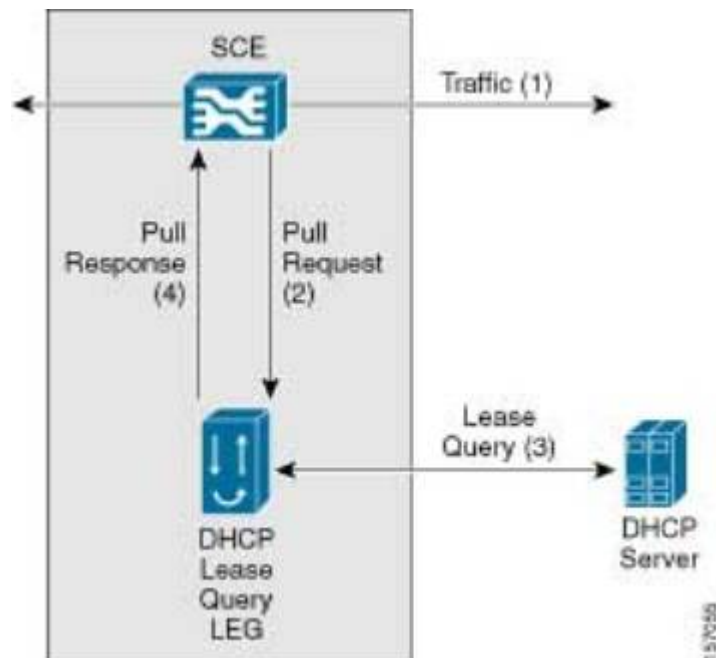 SCE
Traffic (1)
Pull
Response
(4)
Pull
Request
(2)
Lease
Query (3)
DHCP
Lease
Query
LEG
DHCP
Server
157055